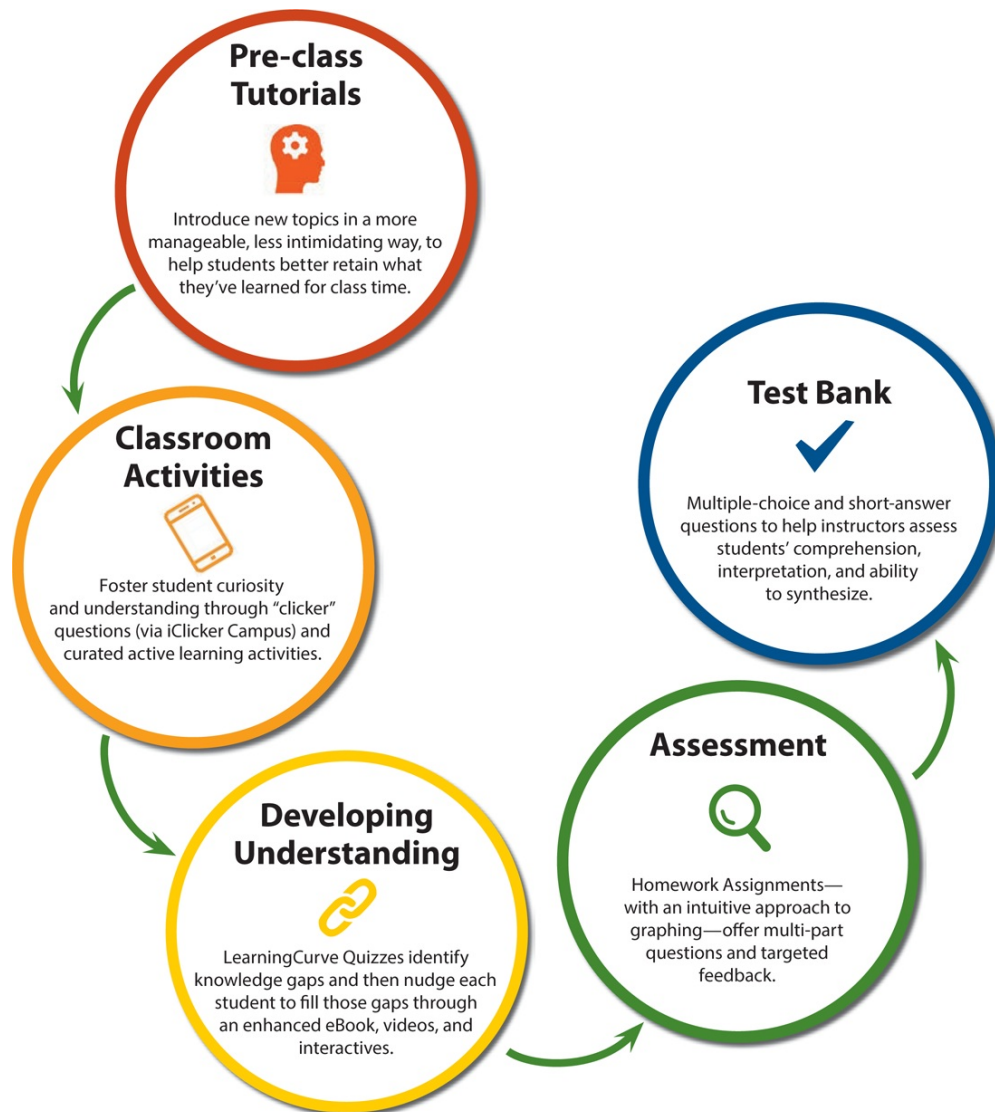 Pre-class
Tutorials
Introduce new topics in a more
manageable, less intimidating way, to
help students better retain what
they’ve learned for class time.
Classroom
Activities
Foster student curiosity
and understanding through “clicker”
questions (via iClicker Campus) and
curated active learning activities.
Developing
Understanding
LearningCurve Quizzes identify
knowledge gaps and then nudge each
student to fill those gaps through
an enhanced eBook, videos, and
interactives.
Assessment
Homework Assignments—
with an intuitive approach to
graphing—offer multi-part
questions and targeted
feedback.
Test Bank
Multiple-choice and short-answer
questions to help instructors assess
students’ comprehension,
interpretation, and ability
to synthesize.